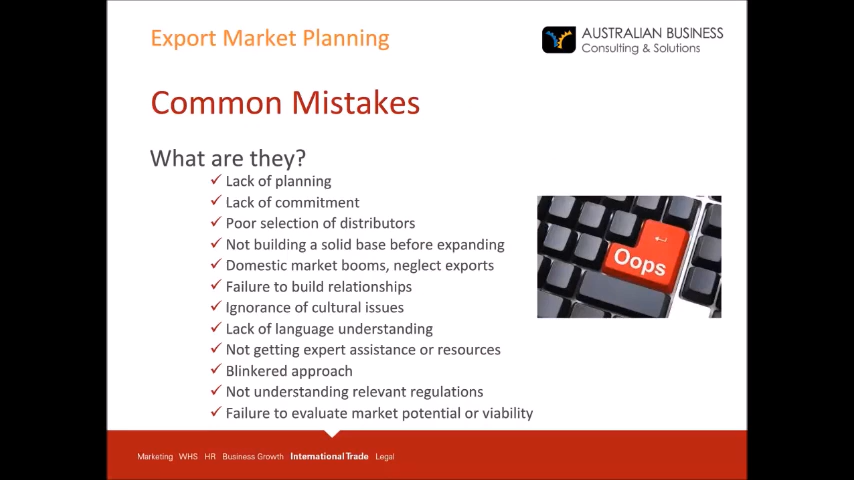 Export Market Planning
AUSTRALIAN BUSINESS
Consulting & Solutions
Common Mistakes
What are they?
Lack of planning
Lack of commitment
Poor selection of distributors
Not building a solid base before expanding
Domestic market booms, neglect exports
Failure to build relationships
Ignorance of cultural issues
Lack of language understanding
Not getting expert assistance or resources
Blinkered approach
Not understanding relevant regulations
Failure to evaluate market potential or viability
Oops
Marketing WHS HR Business Growth International Trade Legal